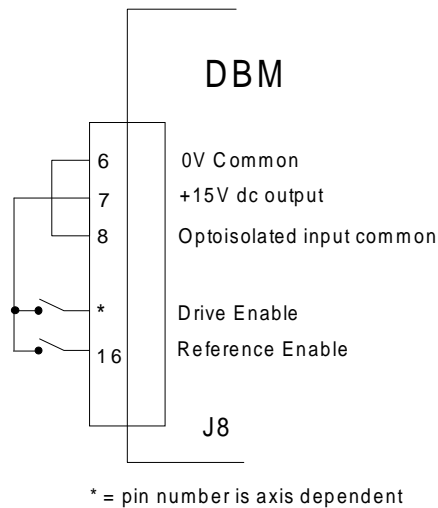 DBM
6 0V Common
7 +15V dc output
8 Optoisolated input common
* Drive Enable
16 Reference Enable
J8
* = pin number is axis dependent